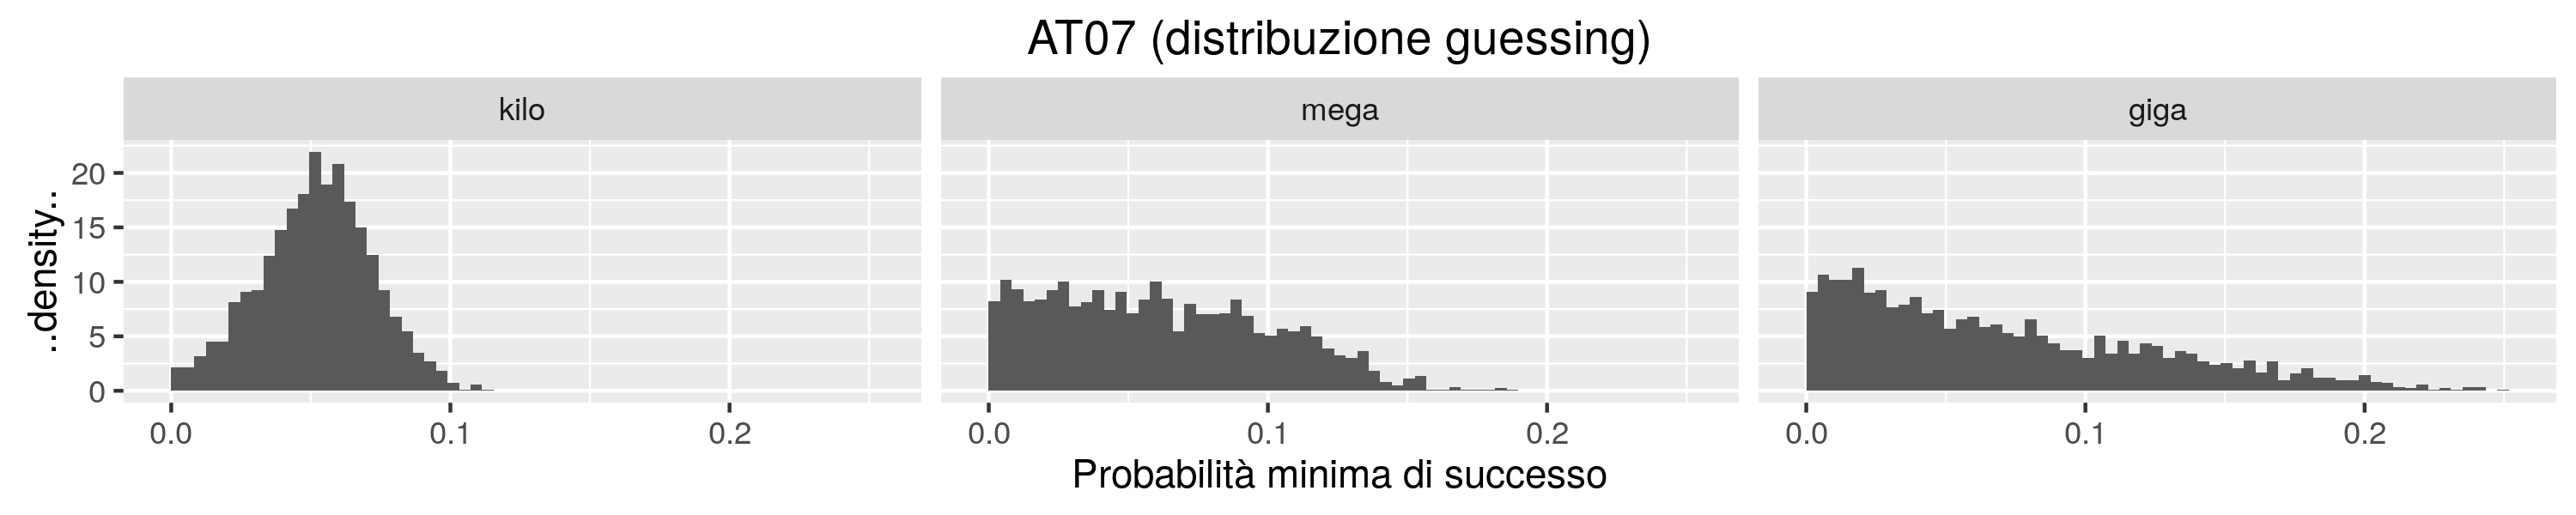 AT07 (distribuzione guessing)
kilo mega giga
..density..
20
15
10
5
0
0.0 0.1 0.2 0.0 0.1 0.2 0.0 0.1 0.2
Probabilità minima di successo